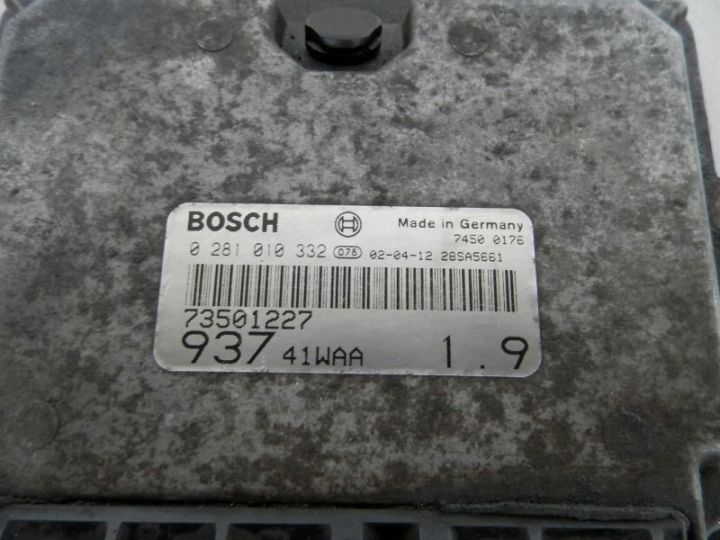 BOSCH Made in Germany
7450 0176
0 281 010 332 078 02-04-12 28SA5661
73501227
937 41WAA 1.9